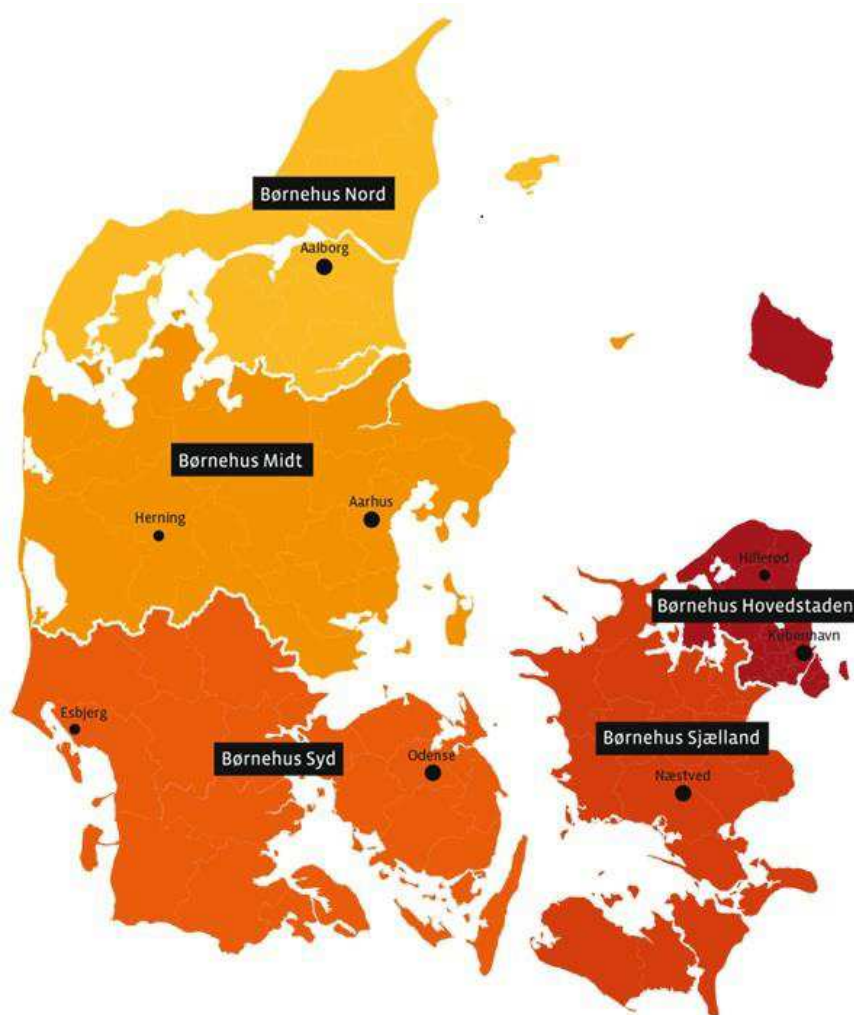 Børnehus Nord
Aalborg
Børnehus Midt
Aarhus
Herning
Hillerød
Børnehus Hovedstaden
København
Esbjerg
Børnehus Sjælland
Børnehus Syd
Odense
Næstved